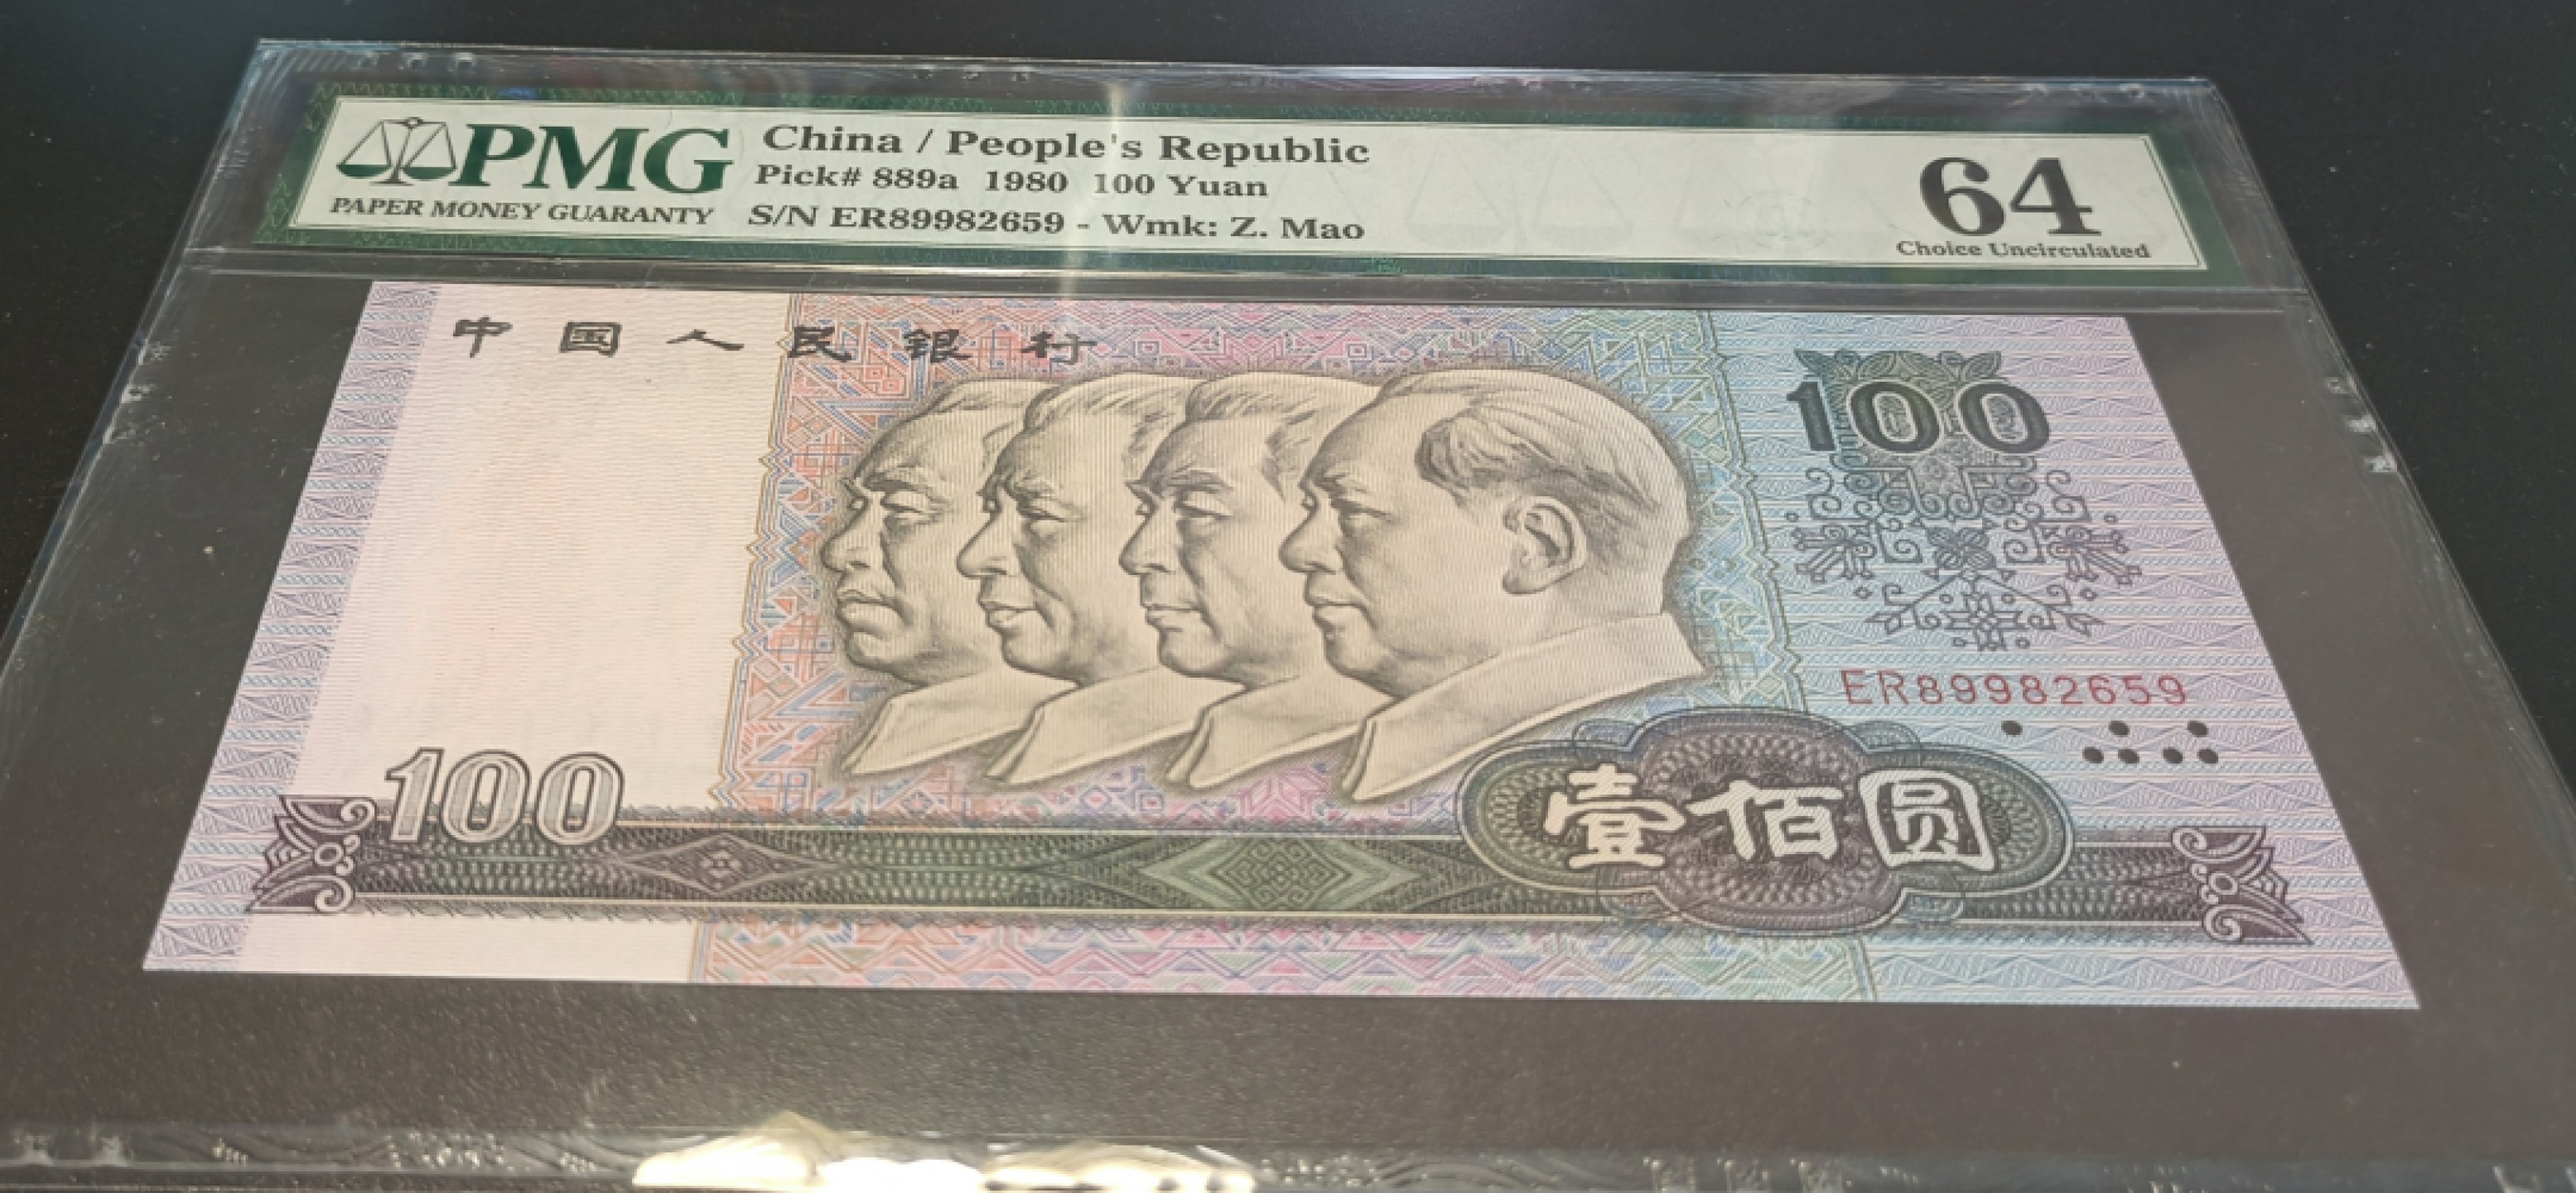 PMG
PAPER MONEY GUARANTY
China / People's Republic
Pick# 889a 1980 100 Yuan
S/N ER89982659 - Wmk: Z. Mao
64
Choice Uncirculated
中国人民银行
100
ER89982659
100
壹佰圆